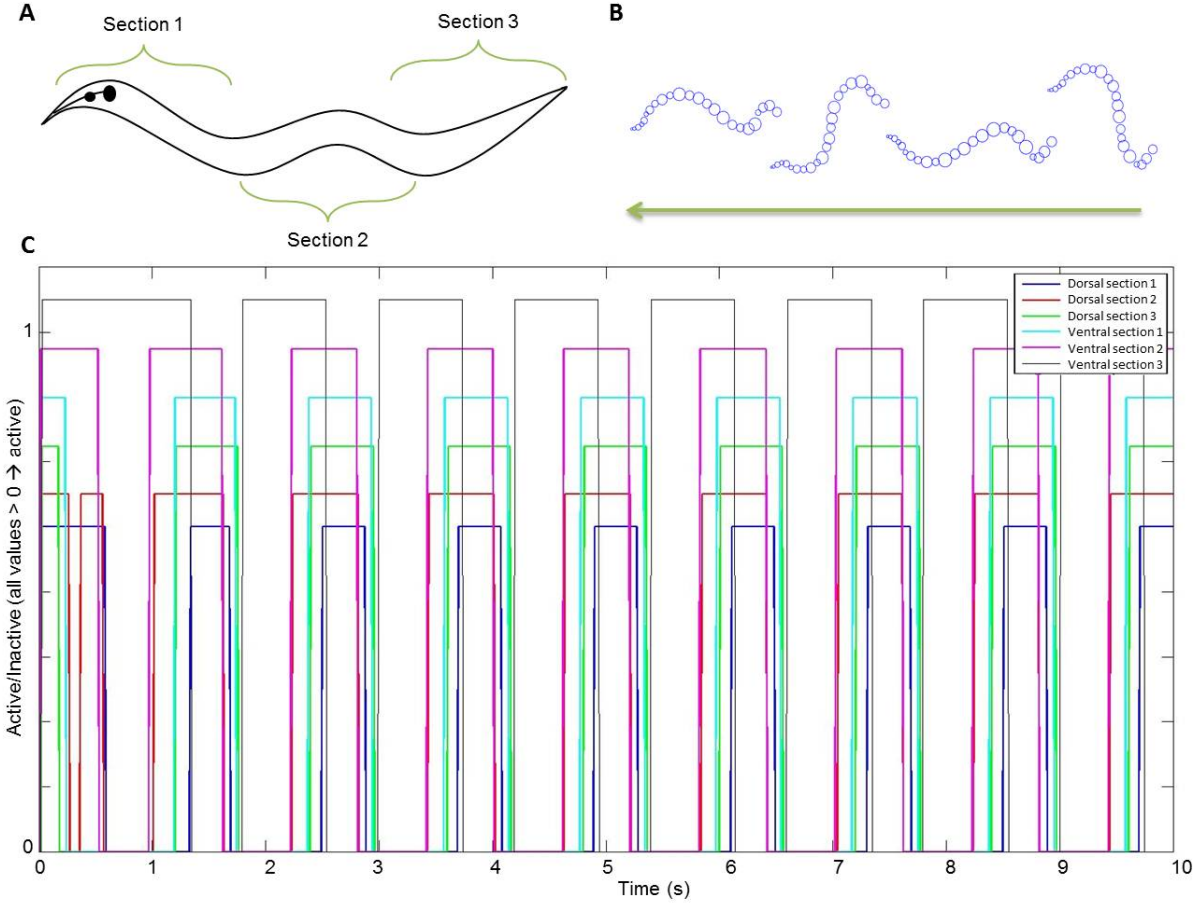 A
Section 1
Section 3
B
Section 2
C
1
Active/Inactive (all values > 0 → active)
0
Dorsal section 1
Dorsal section 2
Dorsal section 3
Ventral section 1
Ventral section 2
Ventral section 3
0 1 2 3 4 5 6 7 8 9 10
Time (s)